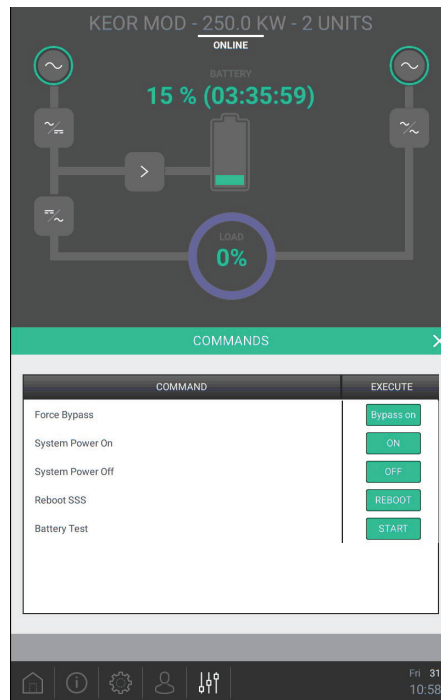 KEOR MOD - 250.0 KW - 2 UNITS
ONLINE
BATTERY
15 % (03:35:59)
LOAD
0%
COMMANDS
COMMAND EXECUTE
Force Bypass Bypass on
System Power On ON
System Power Off OFF
Reboot SSS REBOOT
Battery Test START
Fri 31
10:58